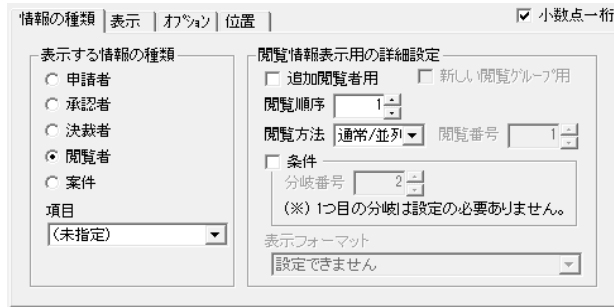 情報の種類 表示 ｵﾌﾟｼｮﾝ 位置
小数点一桁
表示する情報の種類
申請者
承認者
決裁者
閲覧者
案件
項目
(未指定)
閲覧情報表示用の詳細設定
追加閲覧者用 新しい閲覧ｸﾞﾙｰﾌﾟ用
閲覧順序 1
閲覧方法 通常/並列 閲覧番号 1
条件
分岐番号 2
(※) 1つ目の分岐は設定の必要ありません。
表示フォーマット
設定できません